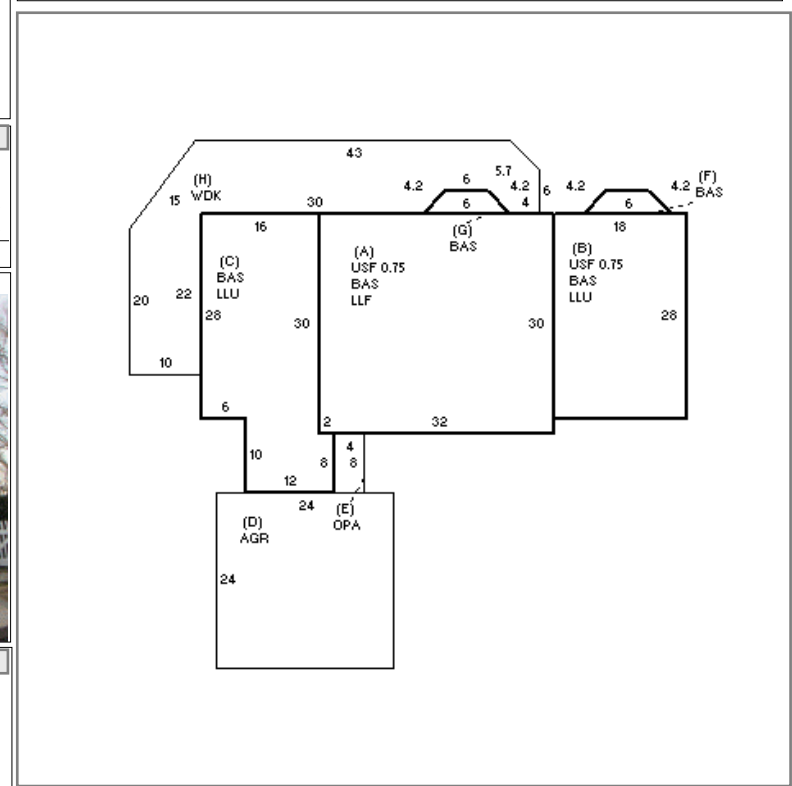 43
(H)
WDK
15
30
4.2
6
5.7
4.2
6
4.2
4.2
(F)
BAS
6
4
6
16
(G)
BAS
18
(C)
BAS
LLU
(A)
USF 0.75
BAS
LLF
(B)
USF 0.75
BAS
LLU
20
22
28
30
30
28
10
6
2
32
10
8
4
8
12
24
(E)
OPA
(D)
AGR
24